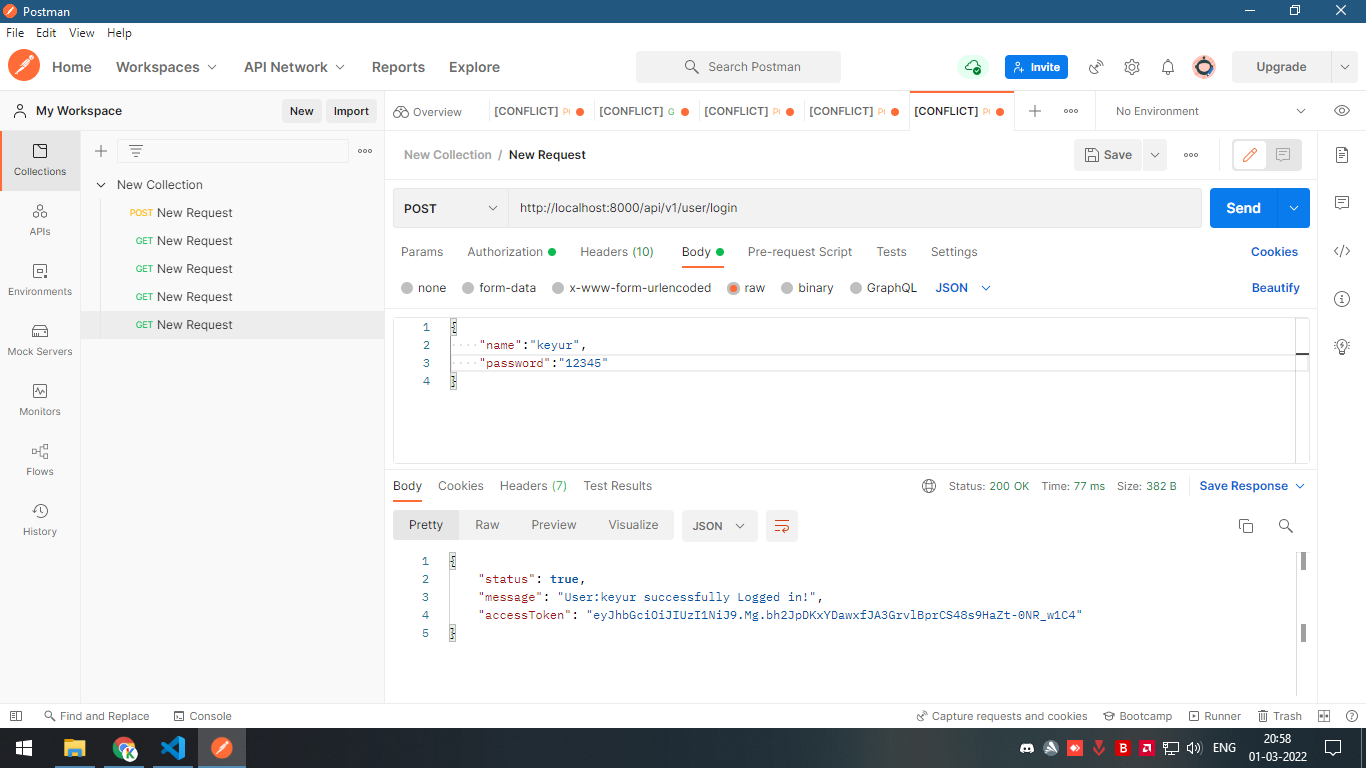 Postman
File Edit View Help
Home Workspaces API Network Reports Explore Search Postman Invite Upgrade
My Workspace New Import Overview [CONFLICT] [CONFLICT] G [CONFLICT] [CONFLICT] [CONFLICT] No Environment
New Collection / New Request Save
Collections
New Collection
POST New Request
GET New Request
GET New Request
GET New Request
GET New Request
APIs
Environments
Mock Servers
Monitors
Flows
History
POST http://localhost:8000/api/v1/user/login Send
Params Authorization Headers (10) Body Pre-request Script Tests Settings Cookies
none form-data x-www-form-urlencoded raw binary GraphQL JSON Beautify
1 {
2 "name":"keyur",
3 "password":"12345"
4 }
Body Cookies Headers (7) Test Results Status: 200 OK Time: 77 ms Size: 382 B Save Response
Pretty Raw Preview Visualize JSON
1 {
2 "status": true,
3 "message": "User:keyur successfully Logged in!",
4 "accessToken": "eyJhbGciOiJIUzI1NiJ9.Mg.bh2JpDKxYDawxfJA3GrvlBprCS48s9HaZt-0NR_w1C4"
5 }
Find and Replace Console Capture requests and cookies Bootcamp Runner Trash
ENG 20:58
01-03-2022